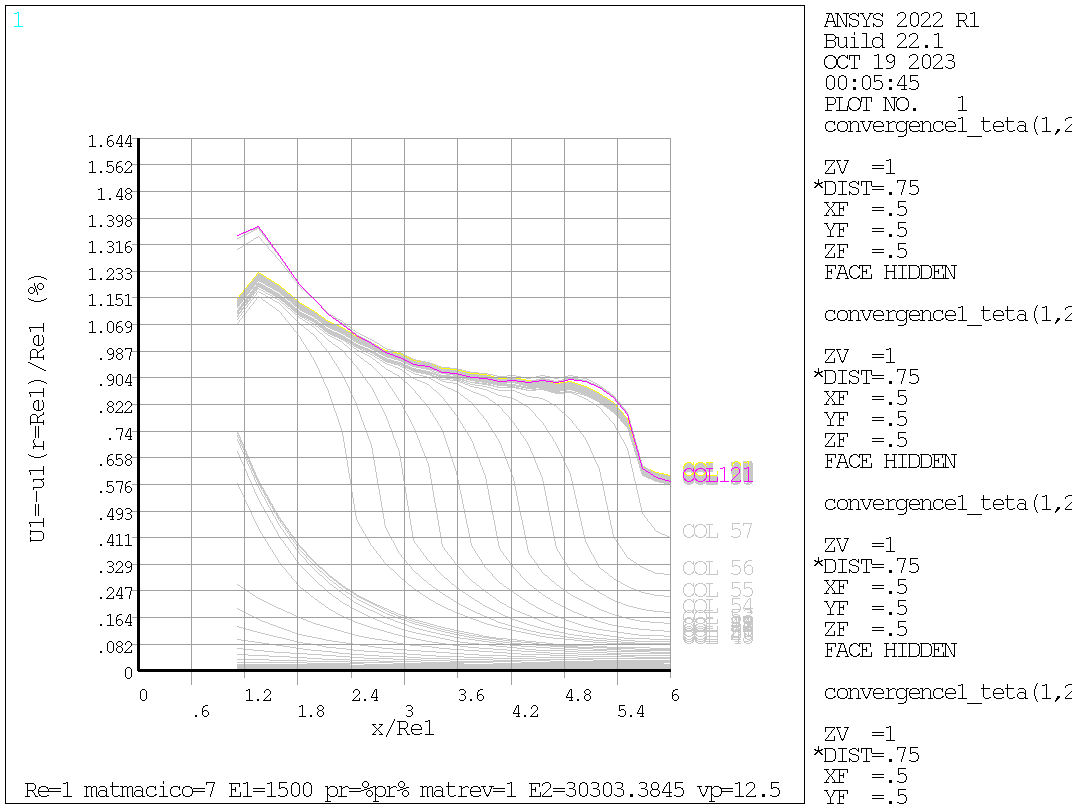 1
ANSYS 2022 R1
Build 22.1
OCT 19 2023
00:05:45
PLOT NO. 1
convergence1_teta(1,2
ZV =1
*DIST=.75
XF =.5
YF =.5
ZF =.5
FACE HIDDEN
convergence1_teta(1,2
ZV =1
*DIST=.75
XF =.5
YF =.5
ZF =.5
FACE HIDDEN
convergence1_teta(1,2
ZV =1
*DIST=.75
XF =.5
YF =.5
ZF =.5
FACE HIDDEN
convergence1_teta(1,2
ZV =1
*DIST=.75
XF =.5
YF =.5
U1=-u1(r=Re1)/Re1 (%)
1.644
1.562
1.48
1.398
1.316
1.233
1.151
1.069
.987
.904
.822
.74
.658
.576
.493
.411
.329
.247
.164
.082
0
COL121
COL 57
COL 56
COL 55
COL 54
0
.6
1.2
1.8
2.4
3
3.6
4.2
4.8
5.4
6
x/Re1
Re=1 matmacico=7 E1=1500 pr=%pr% matrev=1 E2=30303.3845 vp=12.5